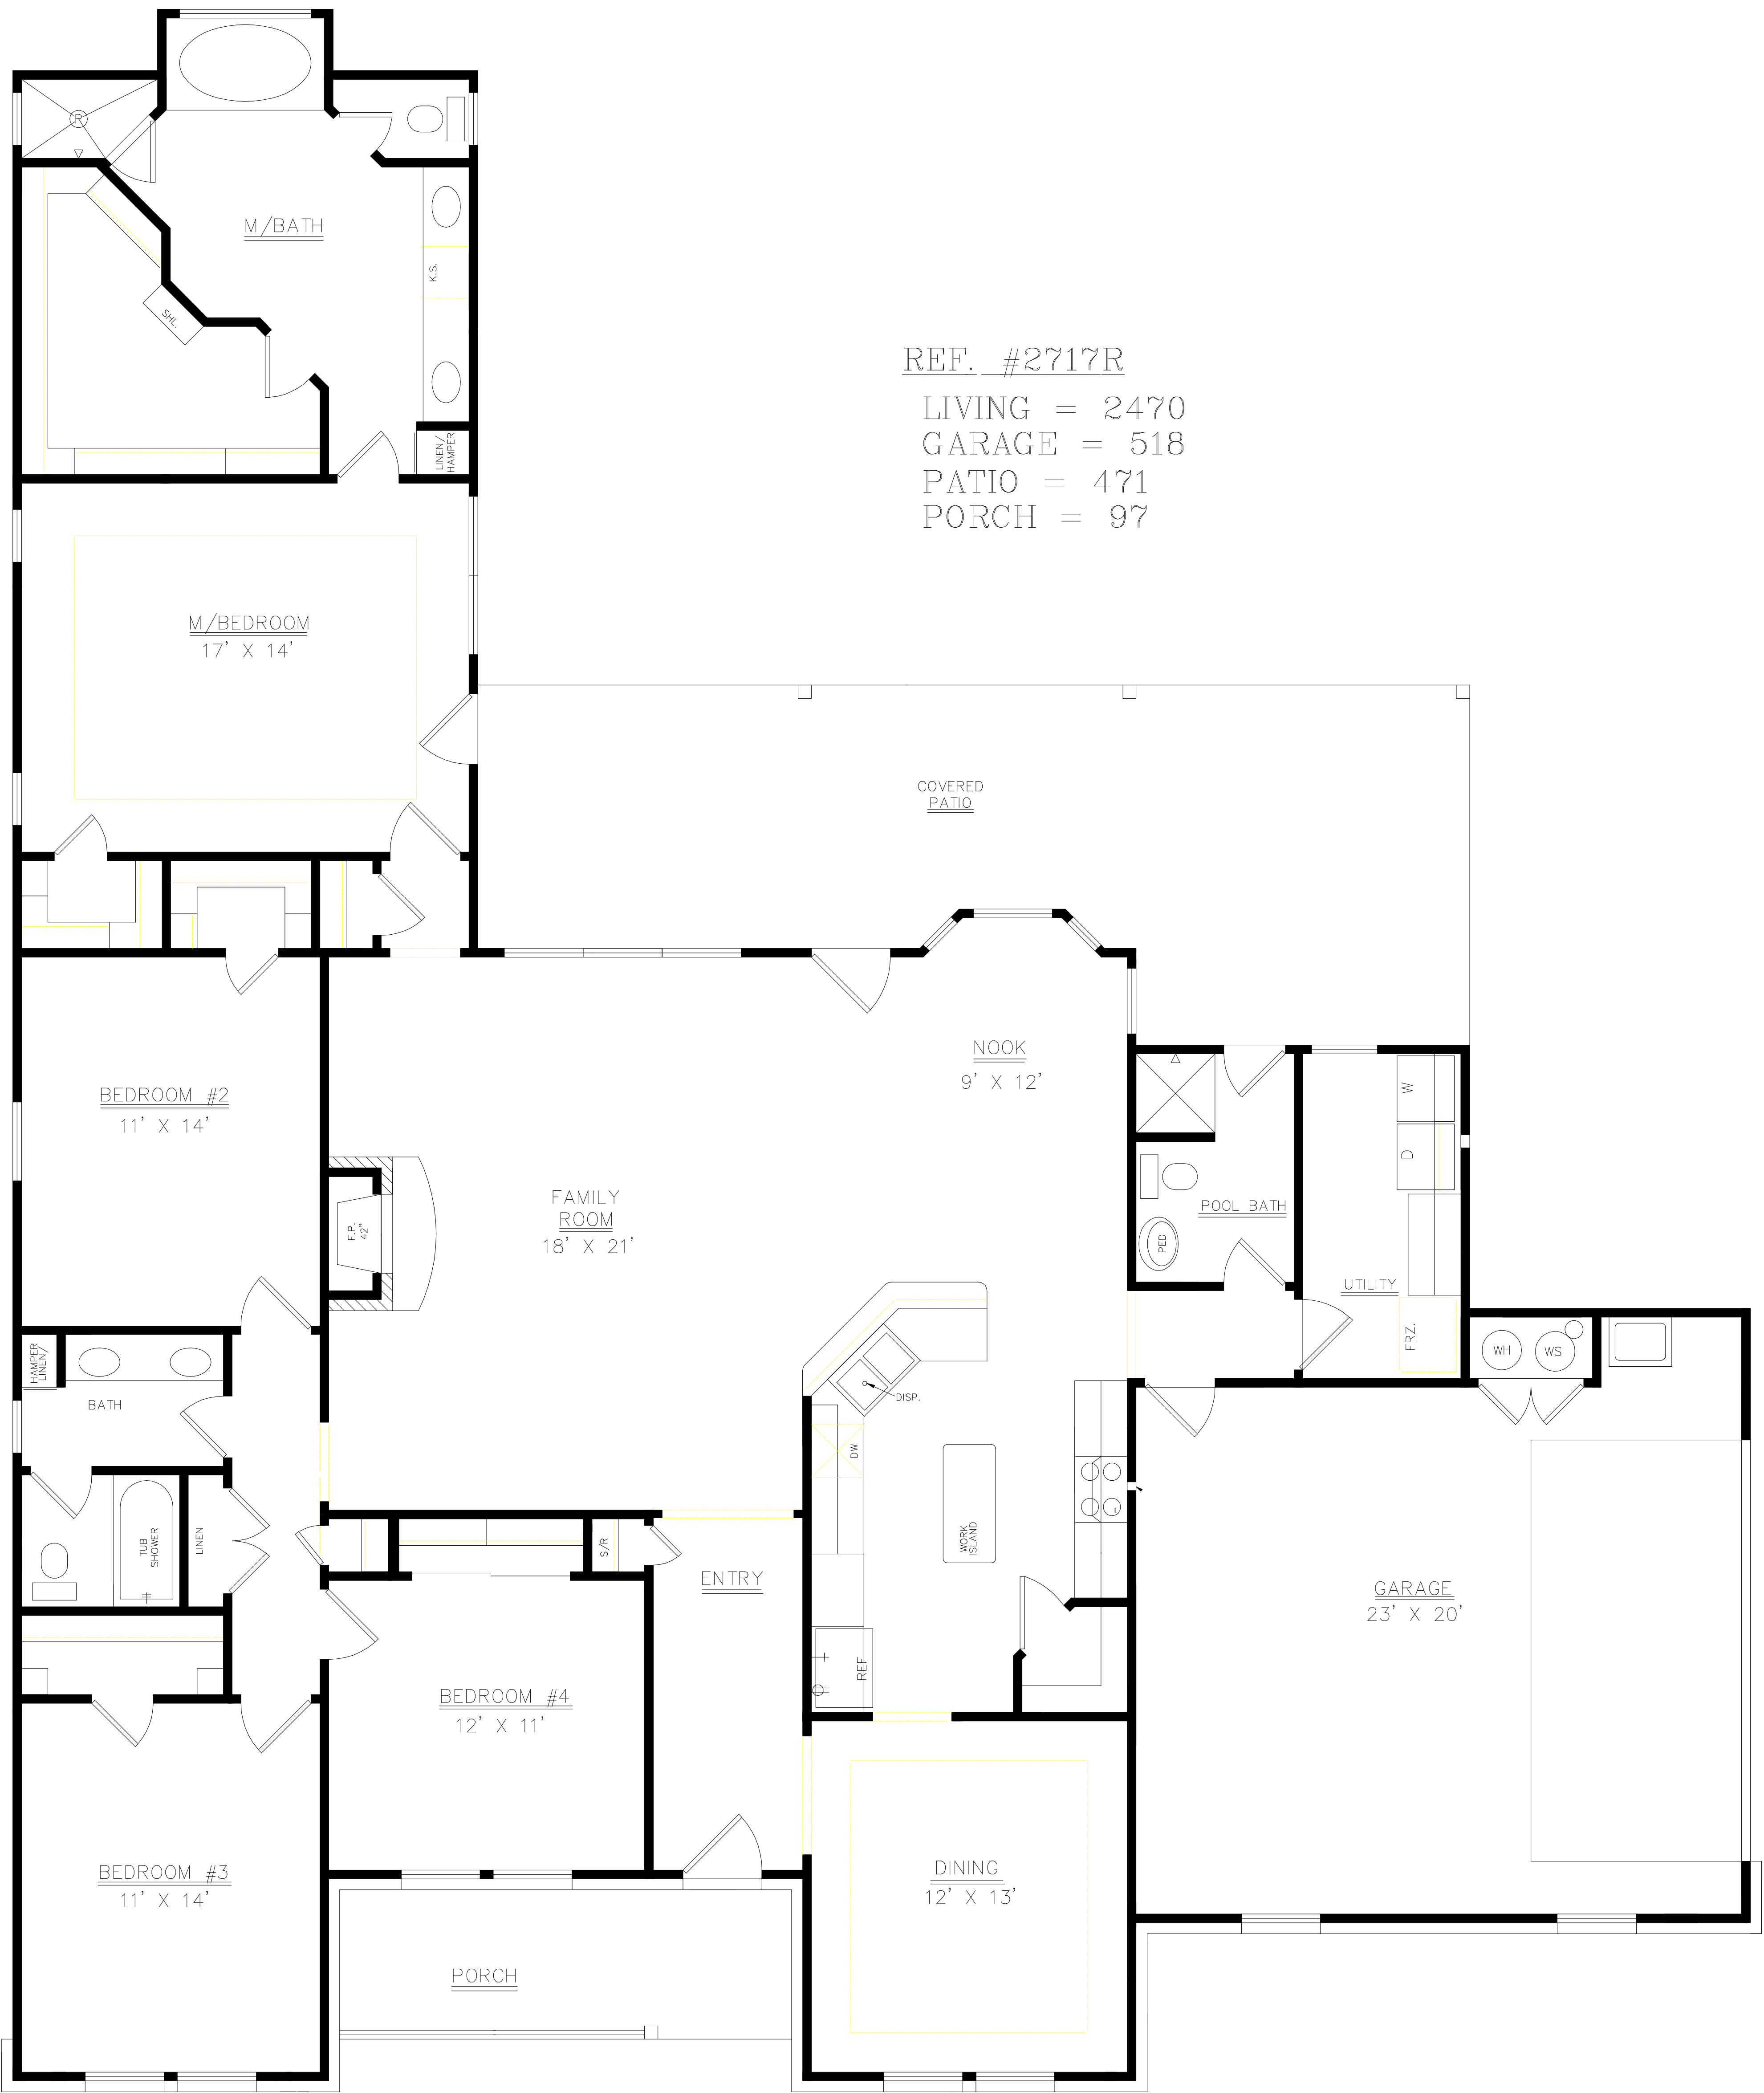 R
M/BATH
K.S.
SHL.
LINEN/
HAMPER
REF. #2717R
LIVING = 2470
GARAGE = 518
PATIO = 471
PORCH = 97
M/BEDROOM
17' X 14'
COVERED
PATIO
NOOK
9' X 12'
BEDROOM #2
11' X 14'
W
D
FAMILY
ROOM
18' X 21'
F.P.
42"
POOL BATH
PED
UTILITY
FRZ.
WH
WS
HAMPER
LINEN/
BATH
DISP.
DW
TUB
SHOWER
LINEN
S/R
WORK
ISLAND
ENTRY
GARAGE
23' X 20'
REF
BEDROOM #4
12' X 11'
BEDROOM #3
11' X 14'
DINING
12' X 13'
PORCH